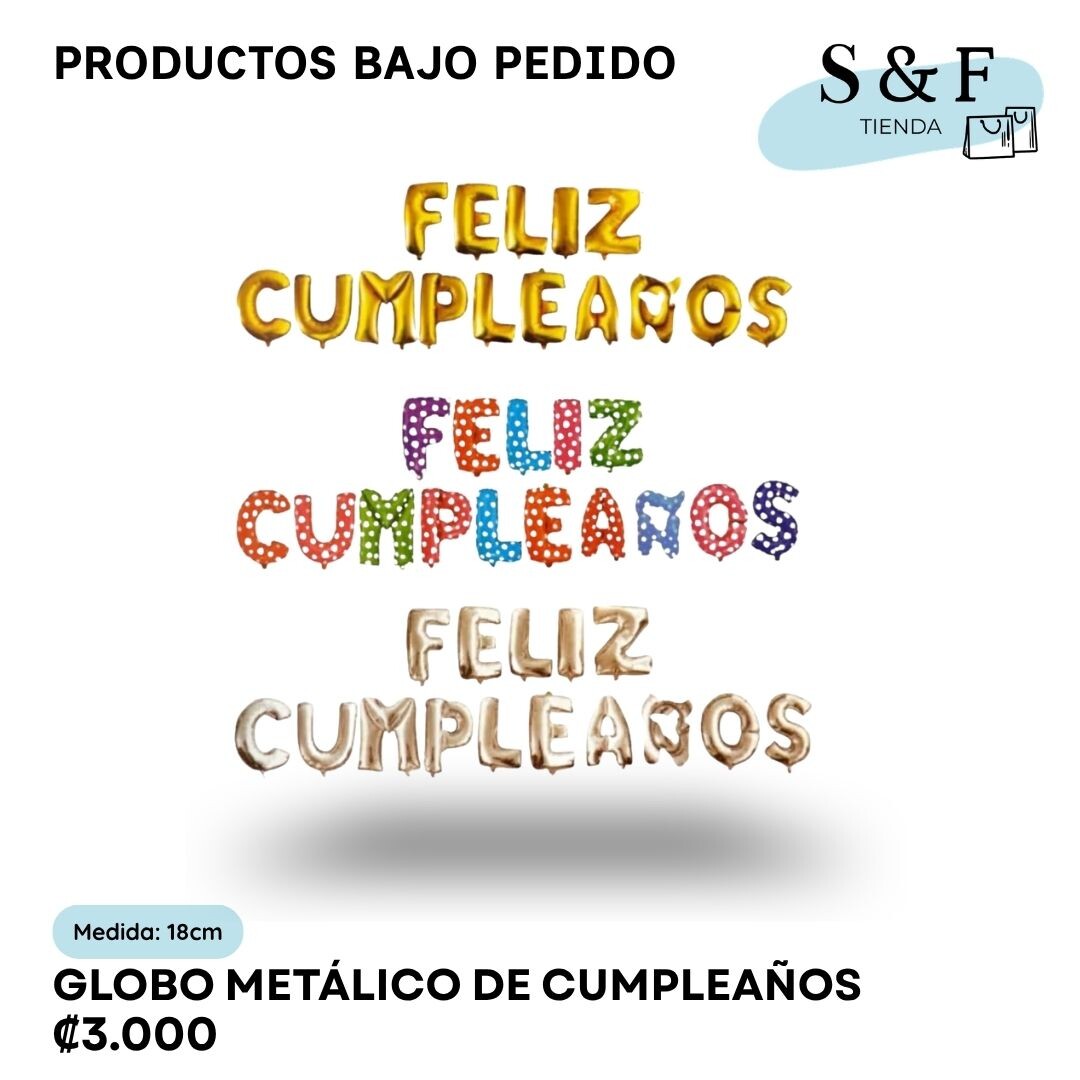 PRODUCTOS BAJO PEDIDO
S & F
TIENDA
FELIZ
CUMPLEAÑOS
FELIZ
CUMPLEAÑOS
FELIZ
CUMPLEAÑOS
Medida: 18cm
GLOBO METÁLICO DE CUMPLEAÑOS
₡3.000